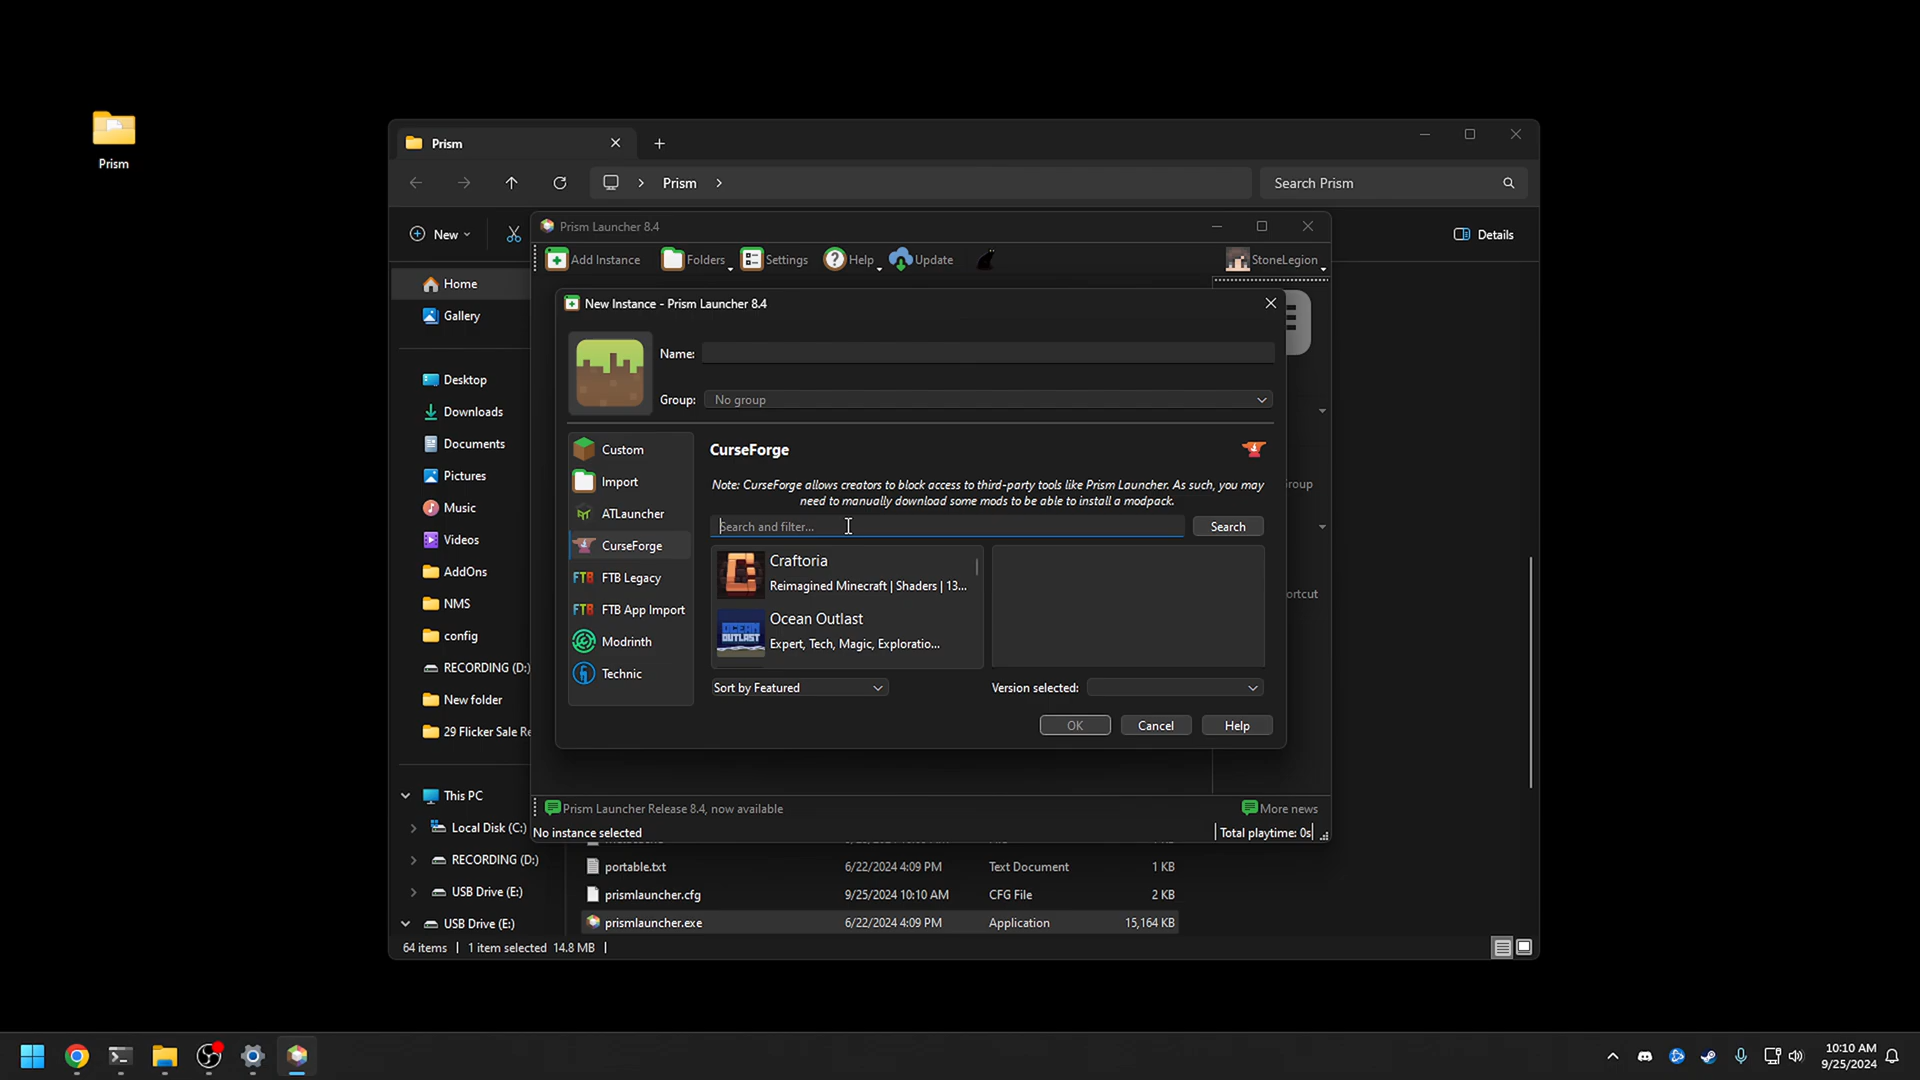 Prism
Prism
Prism
Search Prism
New
Details
Prism Launcher 8.4
Add Instance
Folders
Settings
Help
Update
StoneLegion
Home
Gallery
Desktop
Downloads
Documents
Pictures
Music
Videos
AddOns
NMS
config
RECORDING (D:)
New folder
29 Flicker Sale Re
This PC
Local Disk (C:)
RECORDING (D:)
USB Drive (E:)
USB Drive (E:)
New Instance - Prism Launcher 8.4
Name:
Group:
No group
Custom
Import
ATLauncher
CurseForge
FTB Legacy
FTB App Import
Modrinth
Technic
CurseForge
Note: CurseForge allows creators to block access to third-party tools like Prism Launcher. As such, you may
need to manually download some mods to be able to install a modpack.
Search and filter...
Search
Craftoria
Reimagined Minecraft | Shaders | 13...
Ocean Outlast
Expert, Tech, Magic, Exploratio...
Sort by Featured
Version selected:
OK
Cancel
Help
Prism Launcher Release 8.4, now available
More news
No instance selected
Total playtime: 0s
portable.txt 6/22/2024 4:09 PM Text Document 1 KB
prismlauncher.cfg 9/25/2024 10:10 AM CFG File 2 KB
prismlauncher.exe 6/22/2024 4:09 PM Application 15,164 KB
64 items 1 item selected 14.8 MB
10:10 AM
9/25/2024